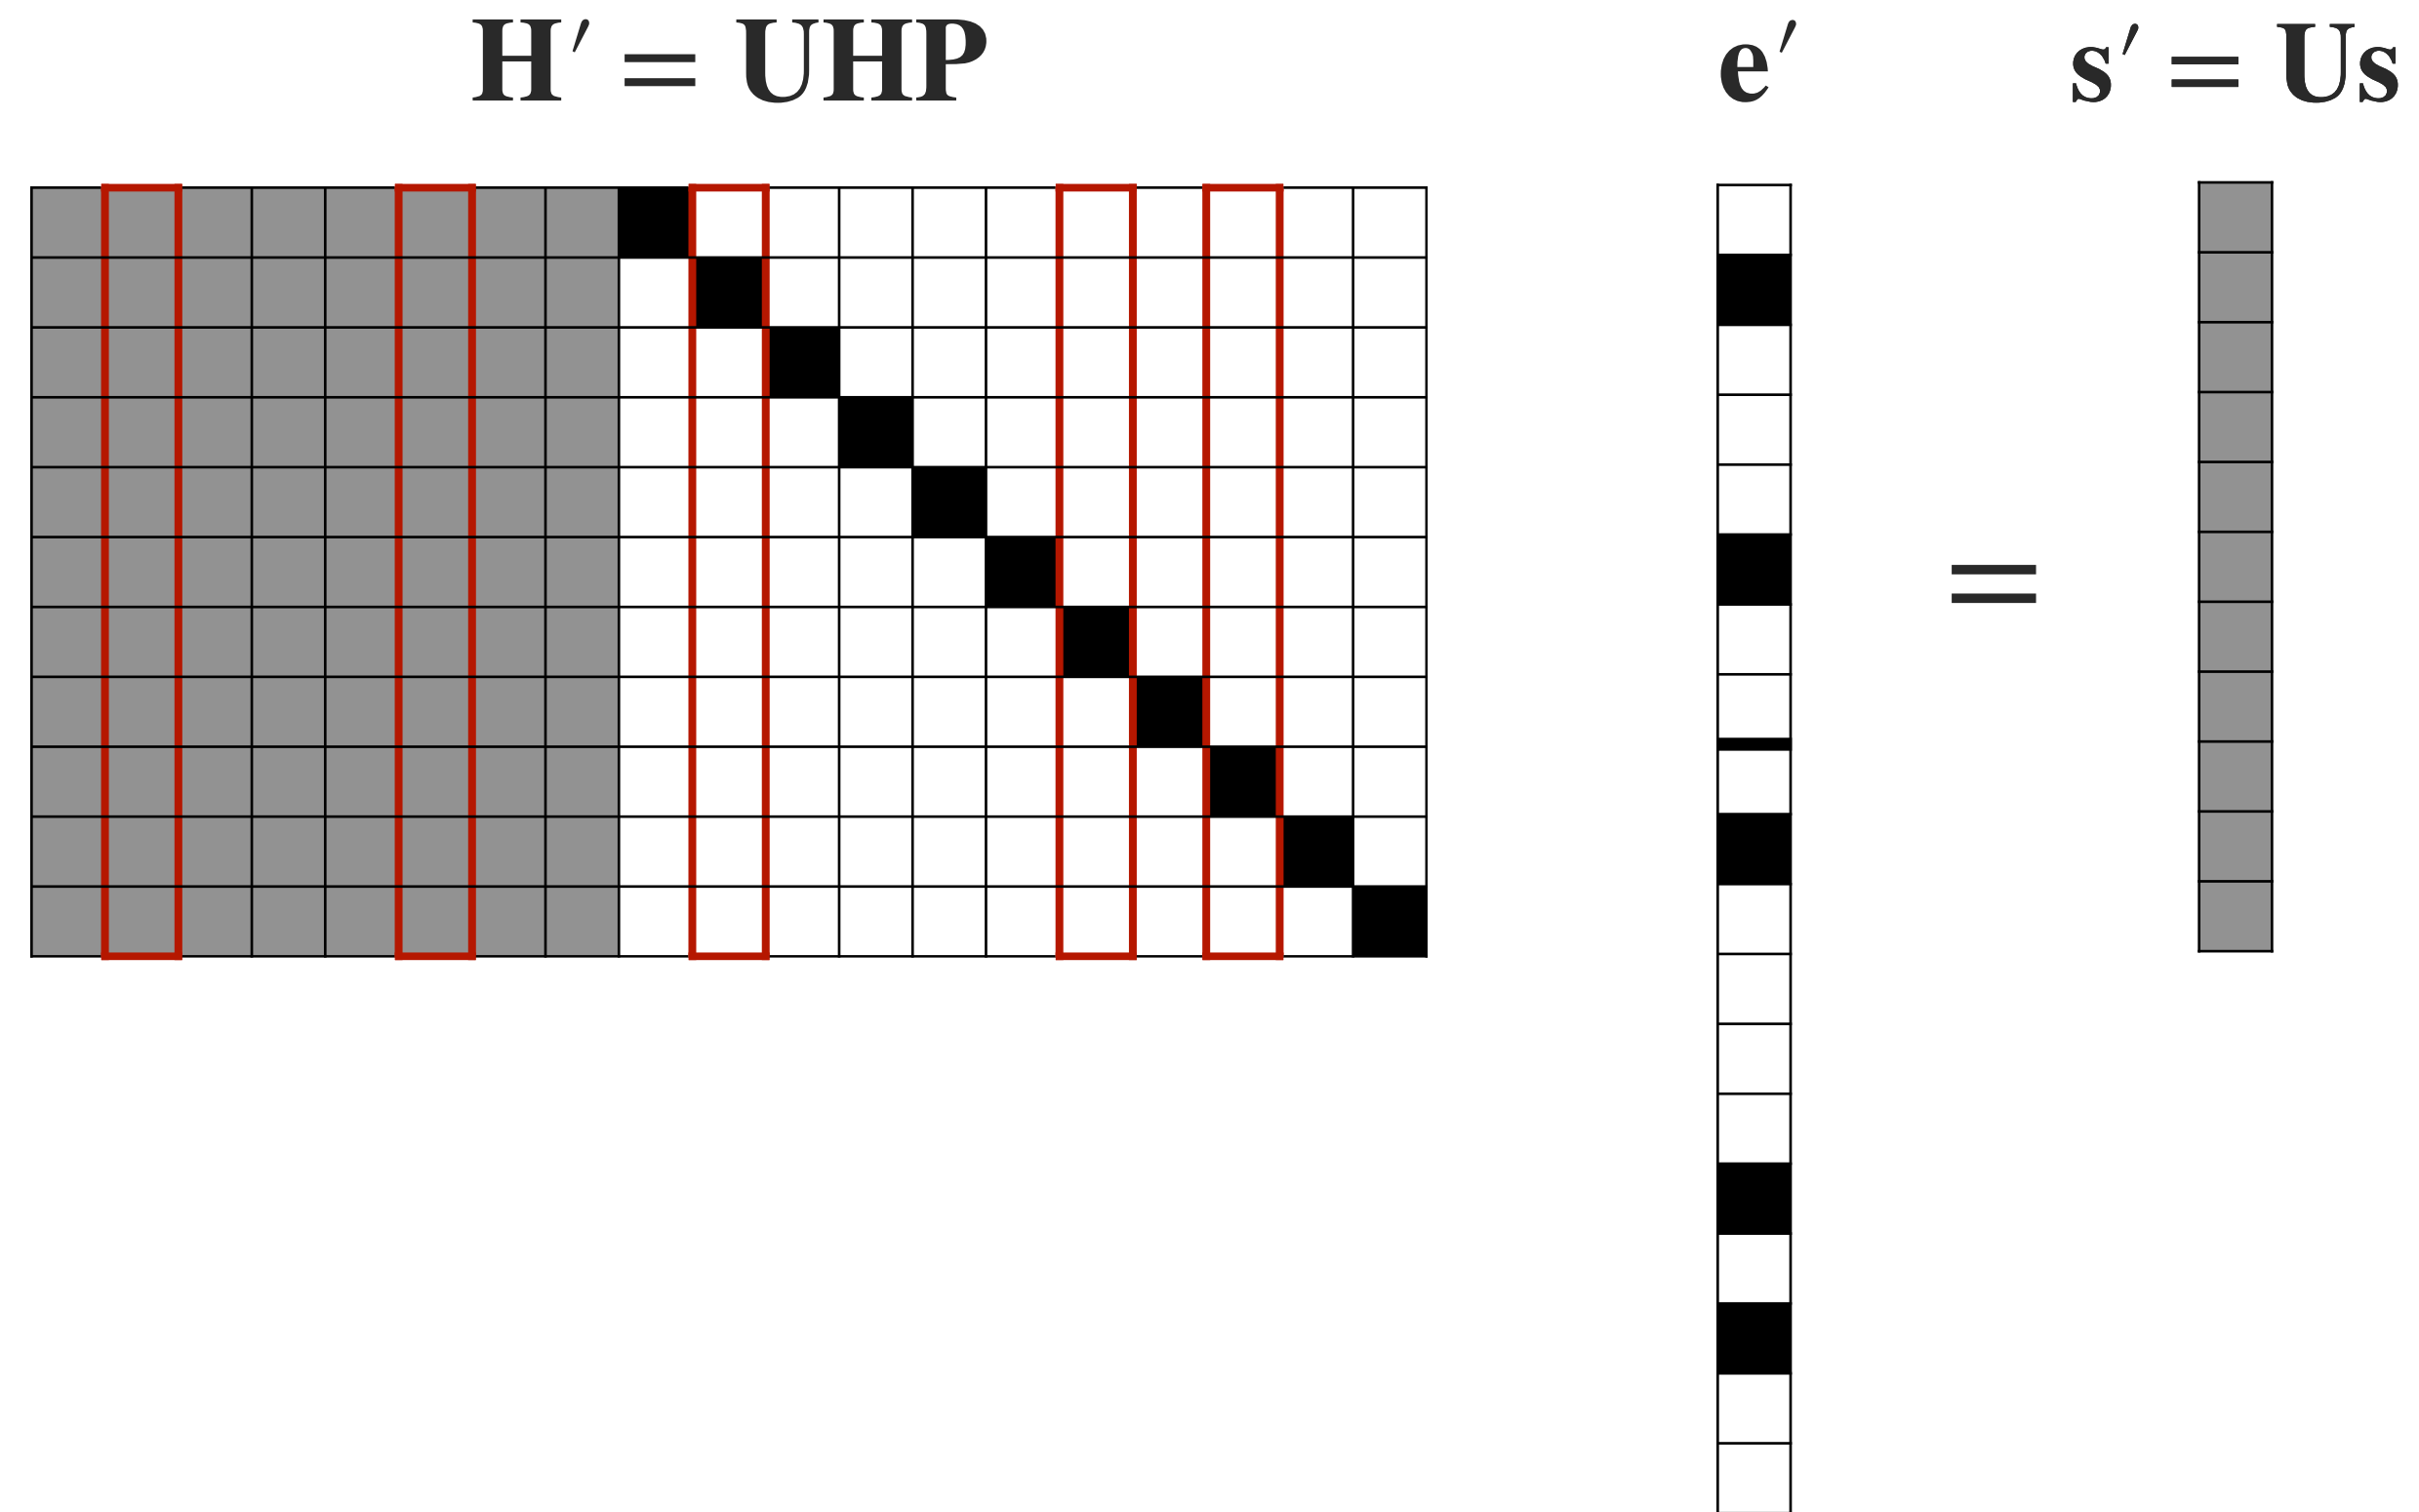 H′ = UHP
e′
s′ = Us
=